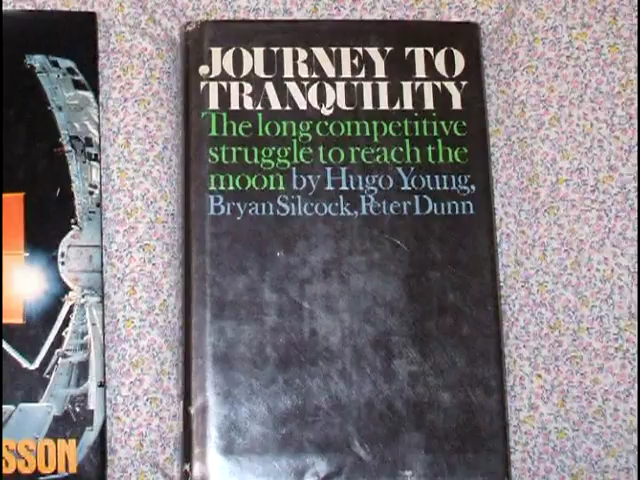 JOURNEY TO
TRANQUILITY
The long competitive
struggle to reach the
moon by Hugo Young,
Bryan Silcock, Peter Dunn
SSON